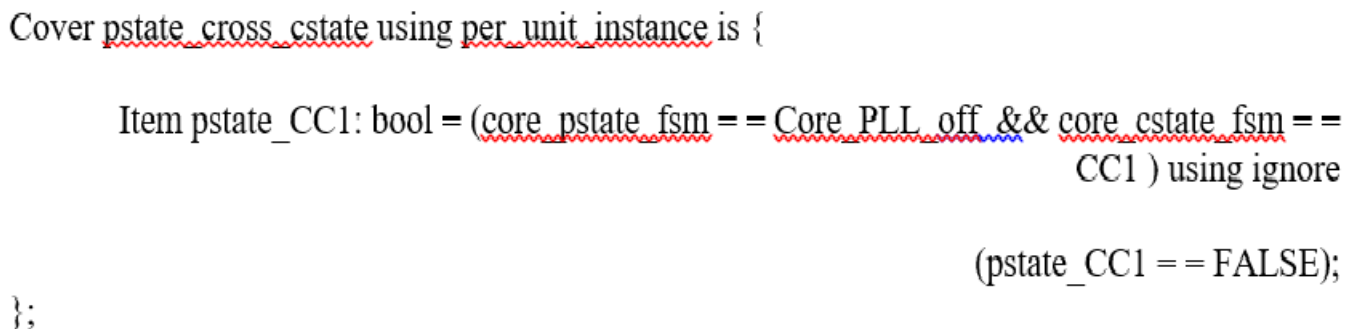 Cover pstate_cross_cstate using per_unit_instance is {
Item pstate_CC1: bool = (core_pstate_fsm = = Core_PLL_off && core_cstate_fsm = =
CC1 ) using ignore
(pstate_CC1 = = FALSE);
};